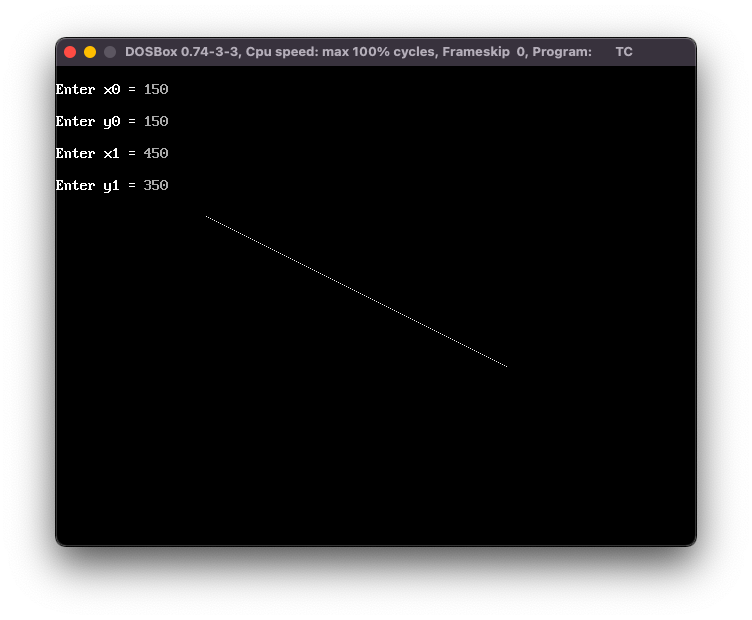 DOSBox 0.74-3-3, Cpu speed: max 100% cycles, Frameskip 0, Program: TC
Enter x0 = 150
Enter y0 = 150
Enter x1 = 450
Enter y1 = 350